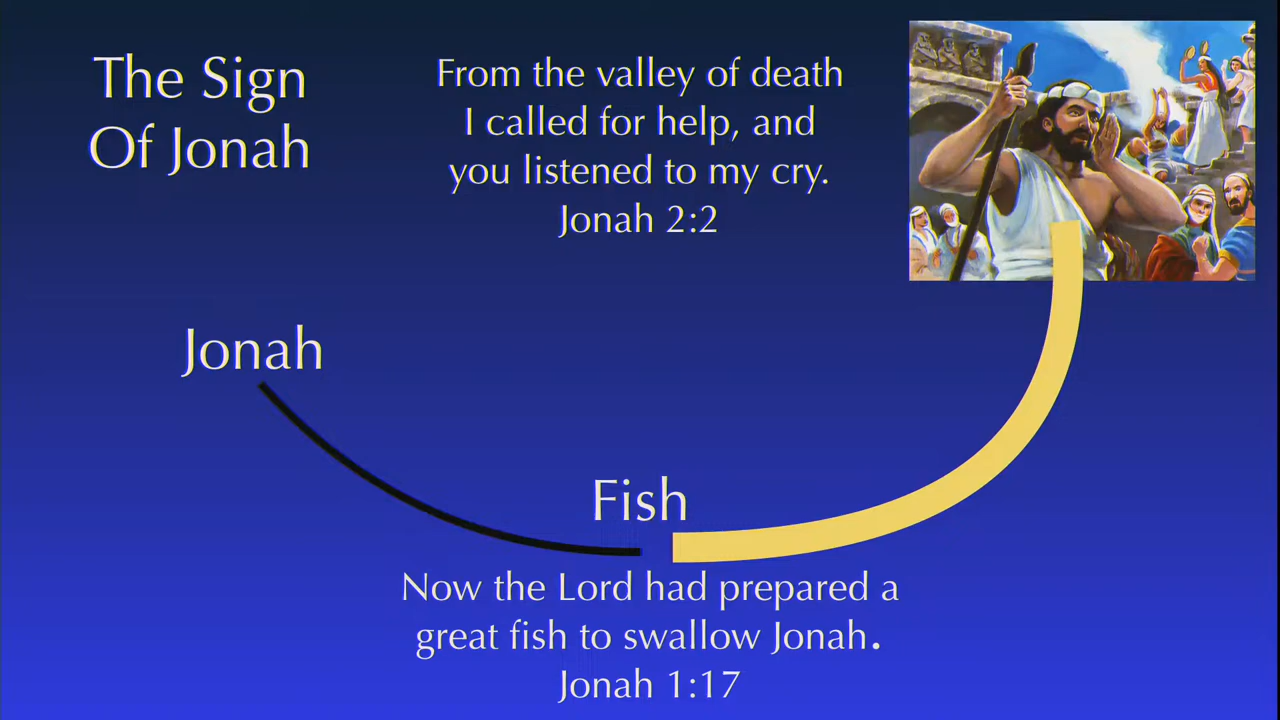 The Sign
Of Jonah
From the valley of death
I called for help, and
you listened to my cry.
Jonah 2:2
Jonah
Fish
Now the Lord had prepared a
great fish to swallow Jonah.
Jonah 1:17